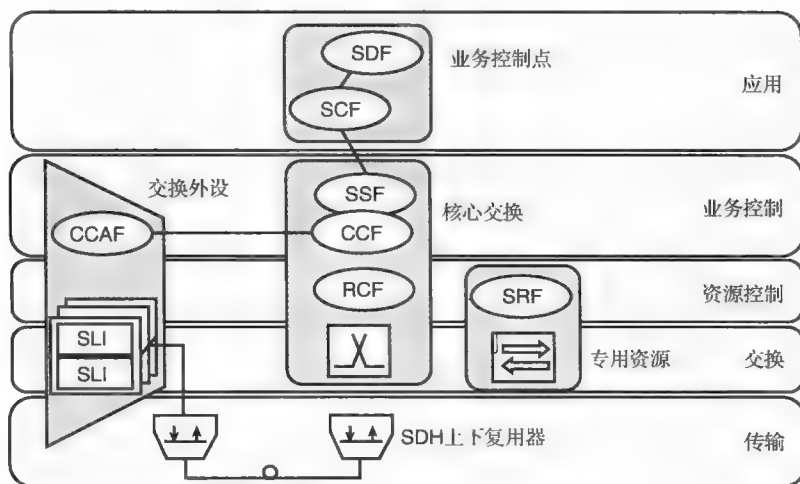 SDF
业务控制点
应用
SCF
交换外设
SSF
核心交换
业务控制
CCAF
CCF
RCF
SRF
资源控制
SLI
SLI
专用资源
交换
SDH上下复用器
传输